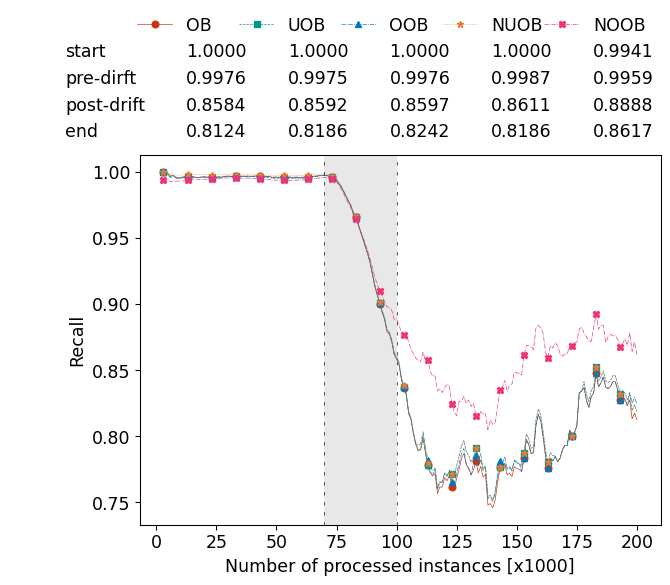 OB UOB OOB NUOB NOOB
start 1.0000 1.0000 1.0000 1.0000 0.9941
pre-dirft 0.9976 0.9975 0.9976 0.9987 0.9959
post-drift 0.8584 0.8592 0.8597 0.8611 0.8888
end 0.8124 0.8186 0.8242 0.8186 0.8617
1.00
0.95
0.90
0.85
0.80
0.75
Recall
0 25 50 75 100 125 150 175 200
Number of processed instances [x1000]